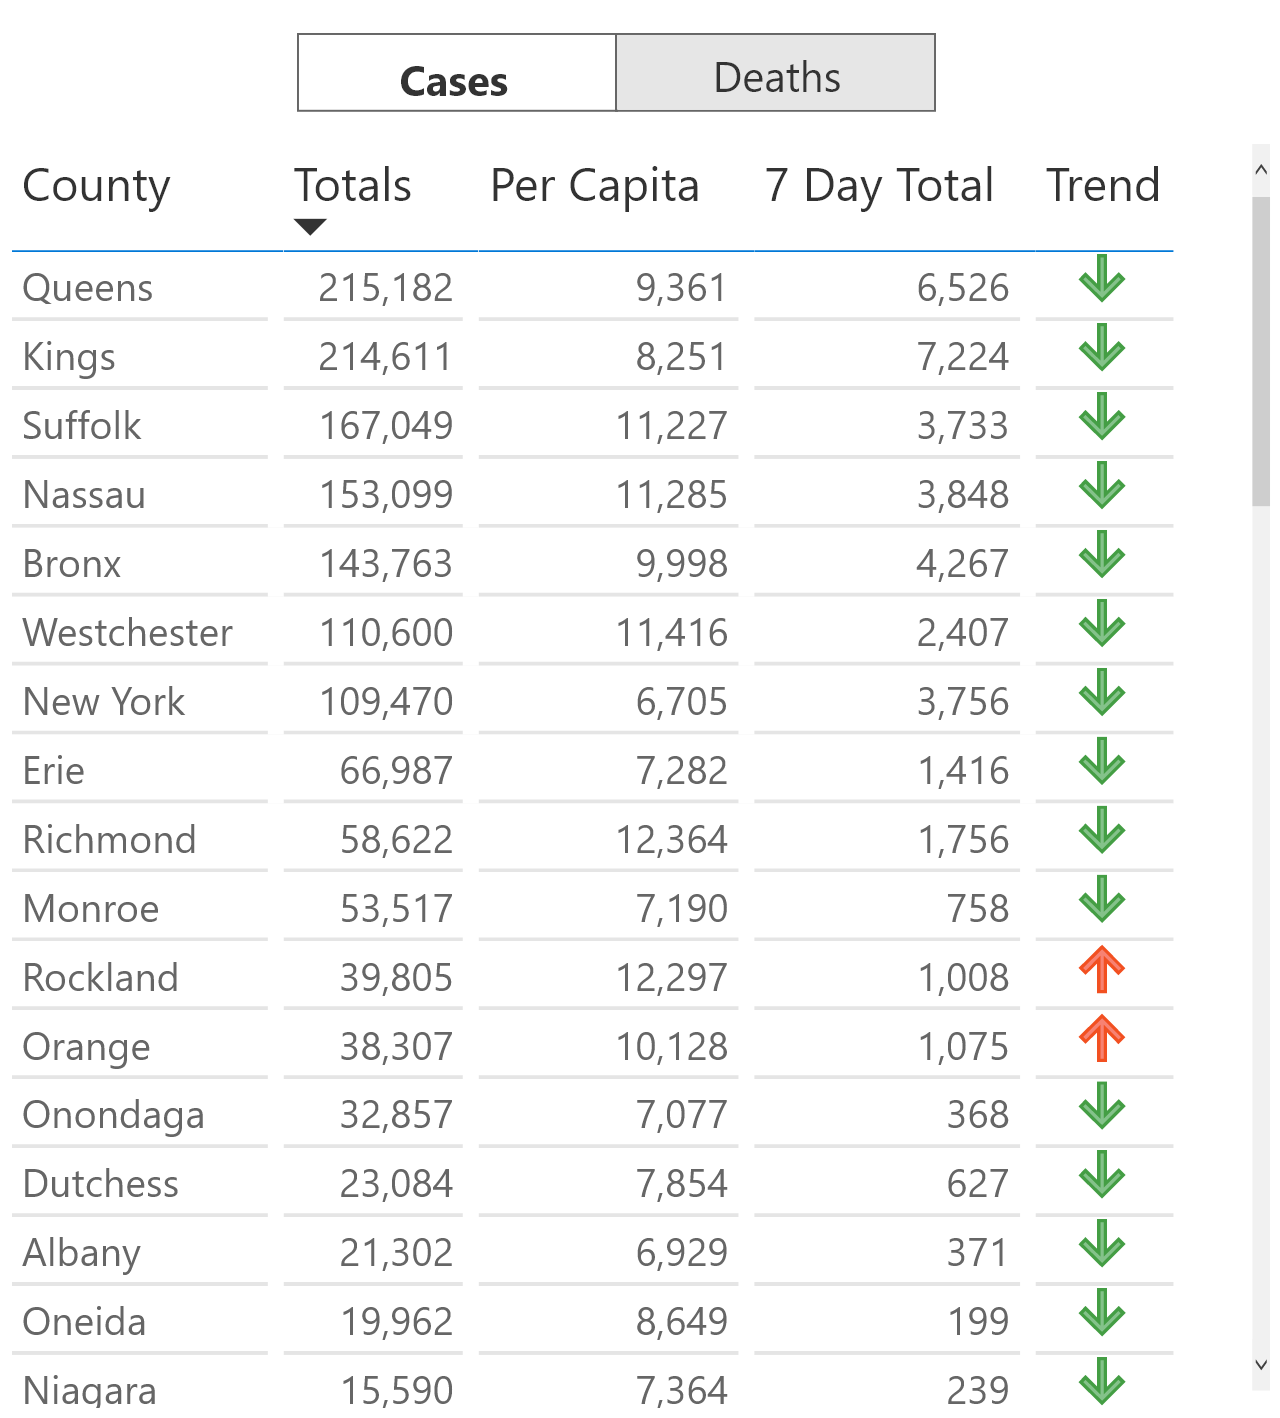 Cases Deaths
County Totals Per Capita 7 Day Total Trend
Queens 215,182 9,361 6,526
Kings 214,611 8,251 7,224
Suffolk 167,049 11,227 3,733
Nassau 153,099 11,285 3,848
Bronx 143,763 9,998 4,267
Westchester 110,600 11,416 2,407
New York 109,470 6,705 3,756
Erie 66,987 7,282 1,416
Richmond 58,622 12,364 1,756
Monroe 53,517 7,190 758
Rockland 39,805 12,297 1,008
Orange 38,307 10,128 1,075
Onondaga 32,857 7,077 368
Dutchess 23,084 7,854 627
Albany 21,302 6,929 371
Oneida 19,962 8,649 199
Niagara 15,590 7,364 239